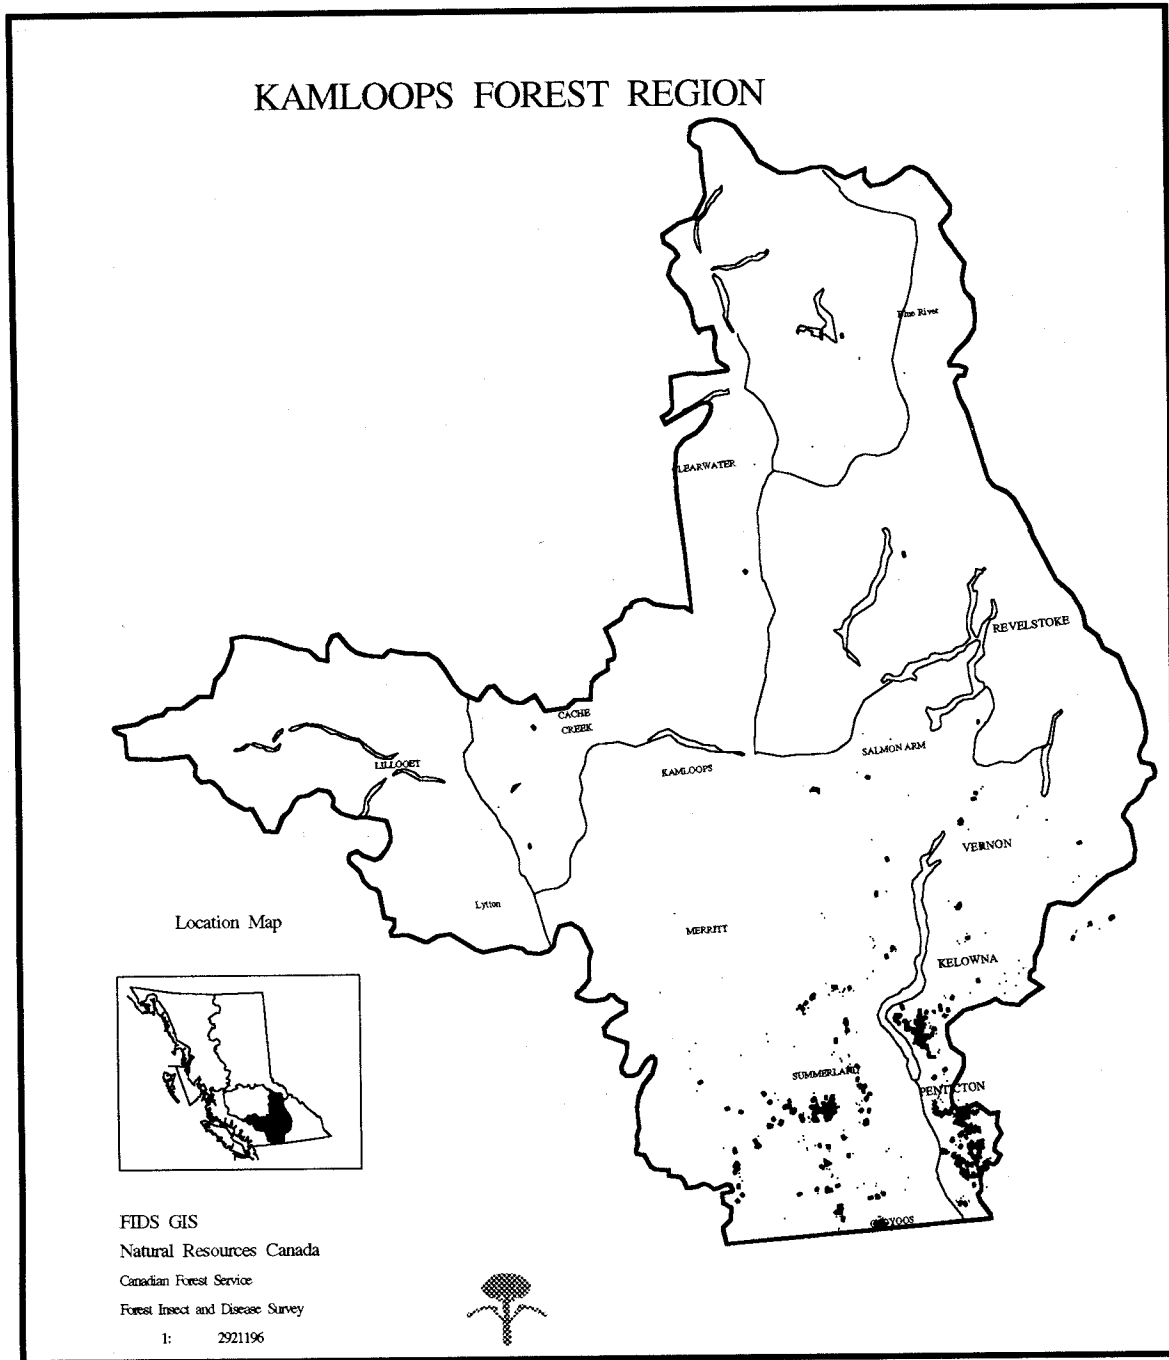 KAMLOOPS FOREST REGION
Blue River
CLEARWATER
REVELSTOKE
CACHE
CREEK
SALMON ARM
LILLOOET
KAMLOOPS
VERNON
Lytton
Location Map
MERRITT
KELOWNA
SUMMERLAND
PENTICTON
OSOYOOS
FIDS GIS
Natural Resources Canada
Canadian Forest Service
Forest Insect and Disease Survey
1: 2921196